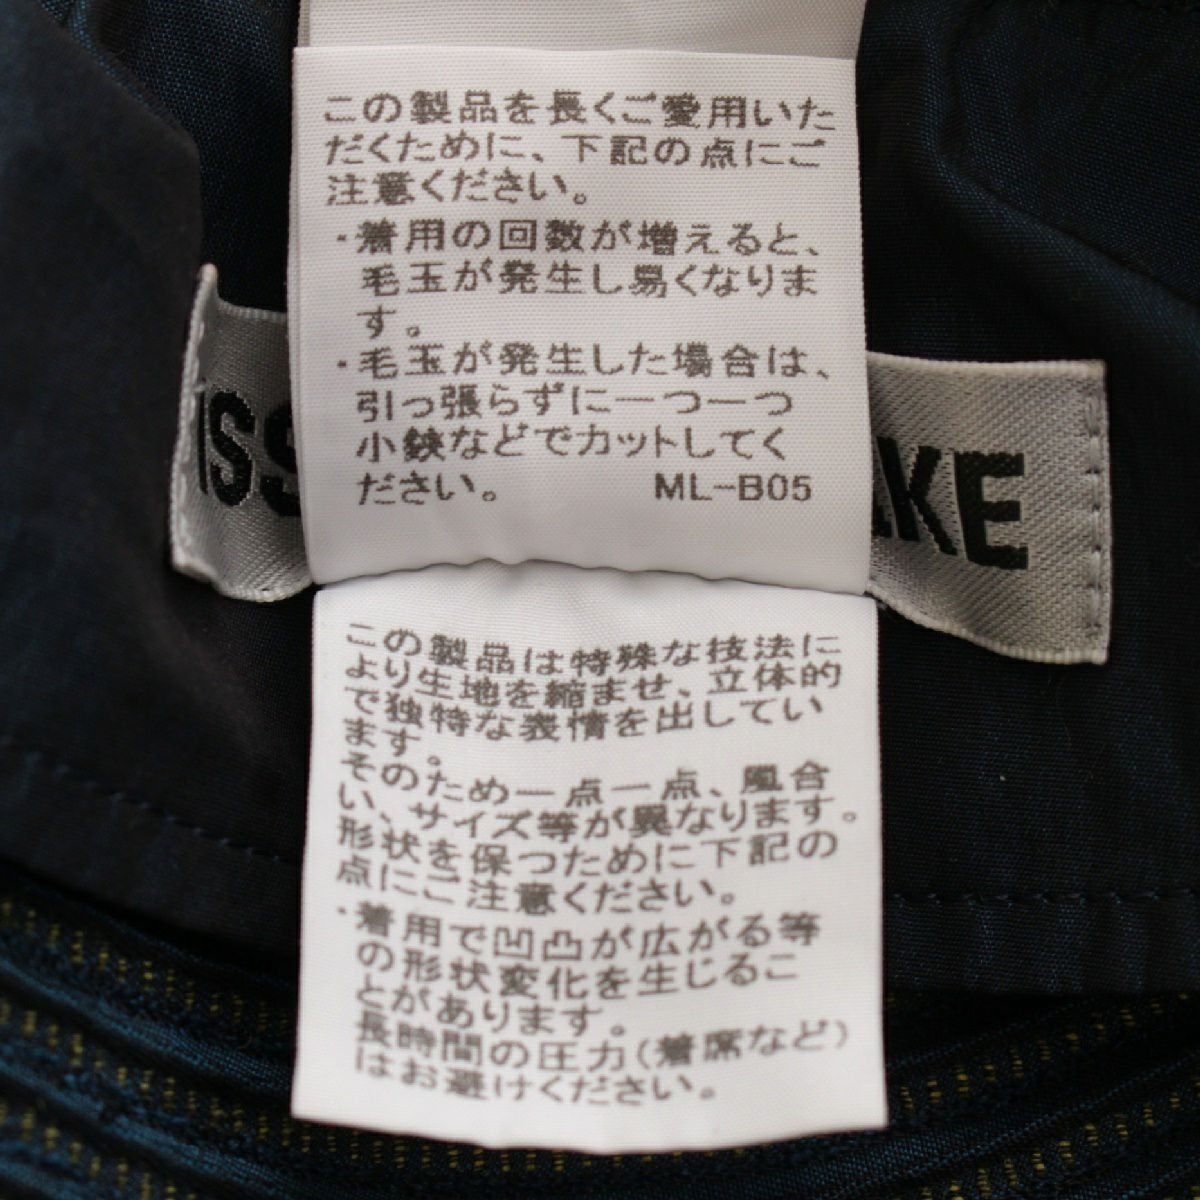 この製品を長くご愛用いた
だくために、下記の点にご
注意ください。
・着用の回数が増えると、
毛玉が発生し易くなりま
す。
・毛玉が発生した場合は、
引っ張らずに一つ一つ
小鋏などでカットしてく
ださい。 ML-B05
ISS
AKE
この製品は特殊な技法に
より生地を縮ませ、立体的
で独特な表情を出してい
ます。
そのため一点一点、風合
い、サイズ等が異なります。
形状を保つために下記の
点にご注意ください。
・着用で凹凸が広がる等
の形状変化を生じるこ
とがあります。
長時間の圧力(着席など)
はお避けください。